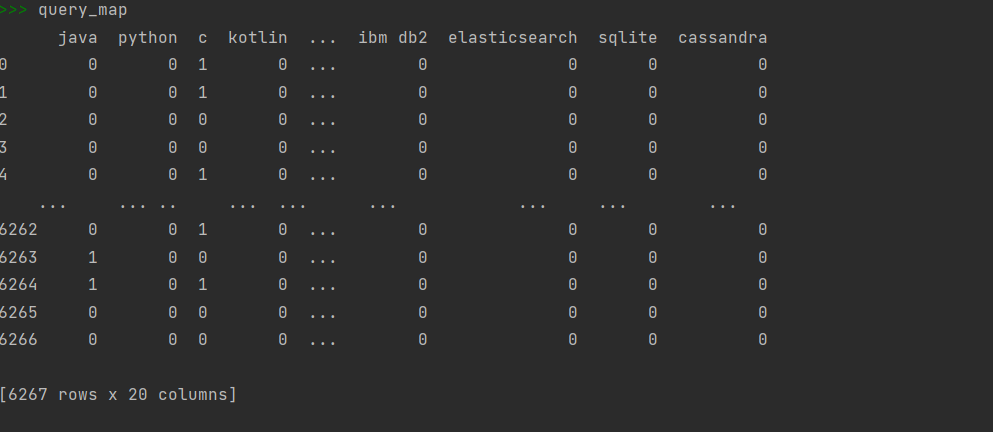 >>> query_map
      java  python  c  kotlin  ...  ibm db2  elasticsearch  sqlite  cassandra
0        0       0  1       0  ...        0              0       0          0
1        0       0  1       0  ...        0              0       0          0
2        0       0  0       0  ...        0              0       0          0
3        0       0  0       0  ...        0              0       0          0
4        0       0  1       0  ...        0              0       0          0
    ...     ... ..     ...  ...      ...            ...     ...        ...
6262     0       0  1       0  ...        0              0       0          0
6263     1       0  0       0  ...        0              0       0          0
6264     1       0  1       0  ...        0              0       0          0
6265     0       0  0       0  ...        0              0       0          0
6266     0       0  0       0  ...        0              0       0          0
[6267 rows x 20 columns]